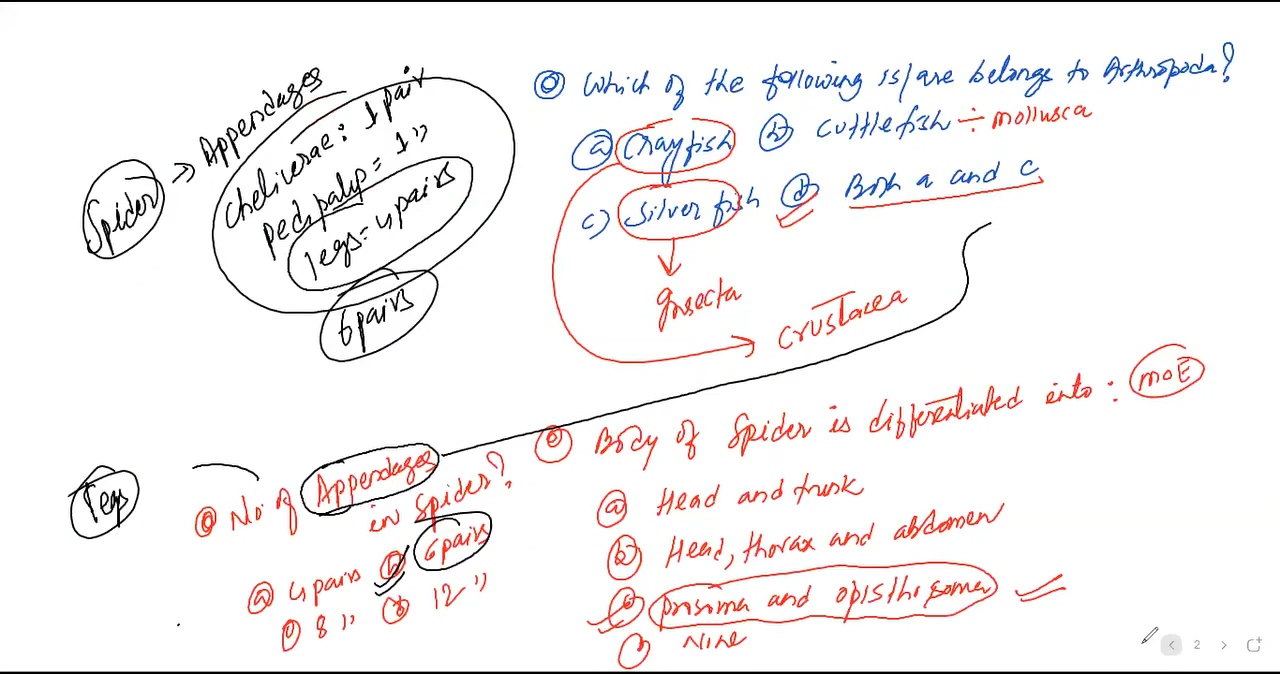 Spider => Appendages
Cheliverae: 1 pair
Pedipalyp = 1 "
legs = 4 pairs
6 pairs
Which of the following is/are belongs to Arthropoda?
(a) Crayfish (b) Cuttlefish ÷ mollusca
c) Silver fish (d) Both a and c
Insecta
Crustacea
Legs
No: of Appendages
in Spider?
(a) 4 pairs (b) 6 pairs
8 " 12 "
Body of Spider is differentiated into: MOE
(a) Head and trunk
(b) Head, thorax and abdomen
(c) prosoma and opisthosoma
None
2